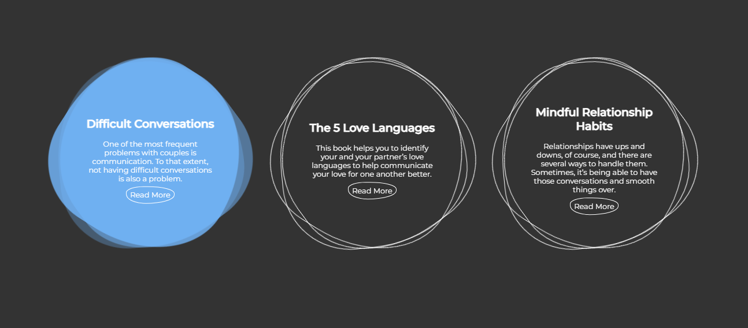 Difficult Conversations
One of the most frequent
problems with couples is
communication. To that extent,
not having difficult conversations
is also a problem.
Read More
The 5 Love Languages
This book helps you to identify
your and your partner's love
languages to help communicate
your love for one another better.
Read More
Mindful Relationship
Habits
Relationships have ups and
downs, of course, and there are
several ways to handle them.
Sometimes, it's being able to have
those conversations and smooth
things over.
Read More